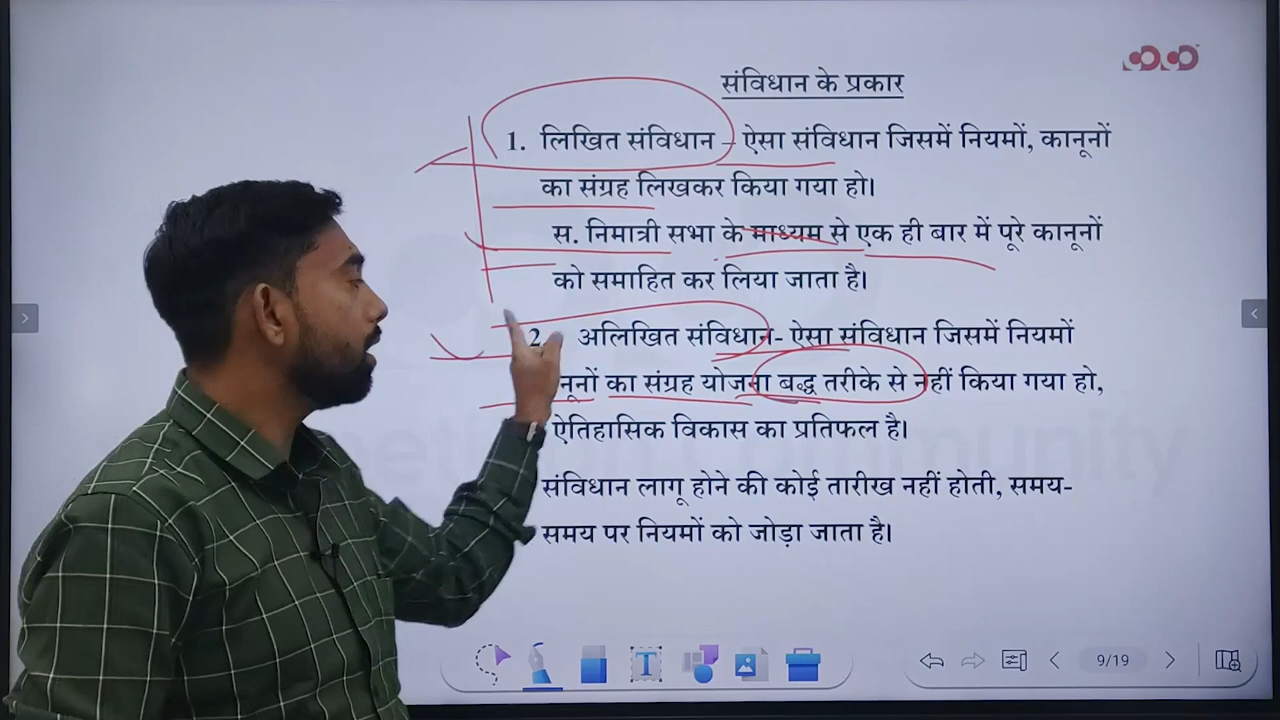 संविधान के प्रकार
1. लिखित संविधान – ऐसा संविधान जिसमें नियमों, कानूनों
का संग्रह लिखकर किया गया हो।
स. निमात्री सभा के माध्यम से एक ही बार में पूरे कानूनों
को समाहित कर लिया जाता है।
2. अलिखित संविधान- ऐसा संविधान जिसमें नियमों
का संग्रह योजना बद्ध तरीके से नहीं किया गया हो,
ऐतिहासिक विकास का प्रतिफल है।
संविधान लागू होने की कोई तारीख नहीं होती, समय-
समय पर नियमों को जोड़ा जाता है।
9/19